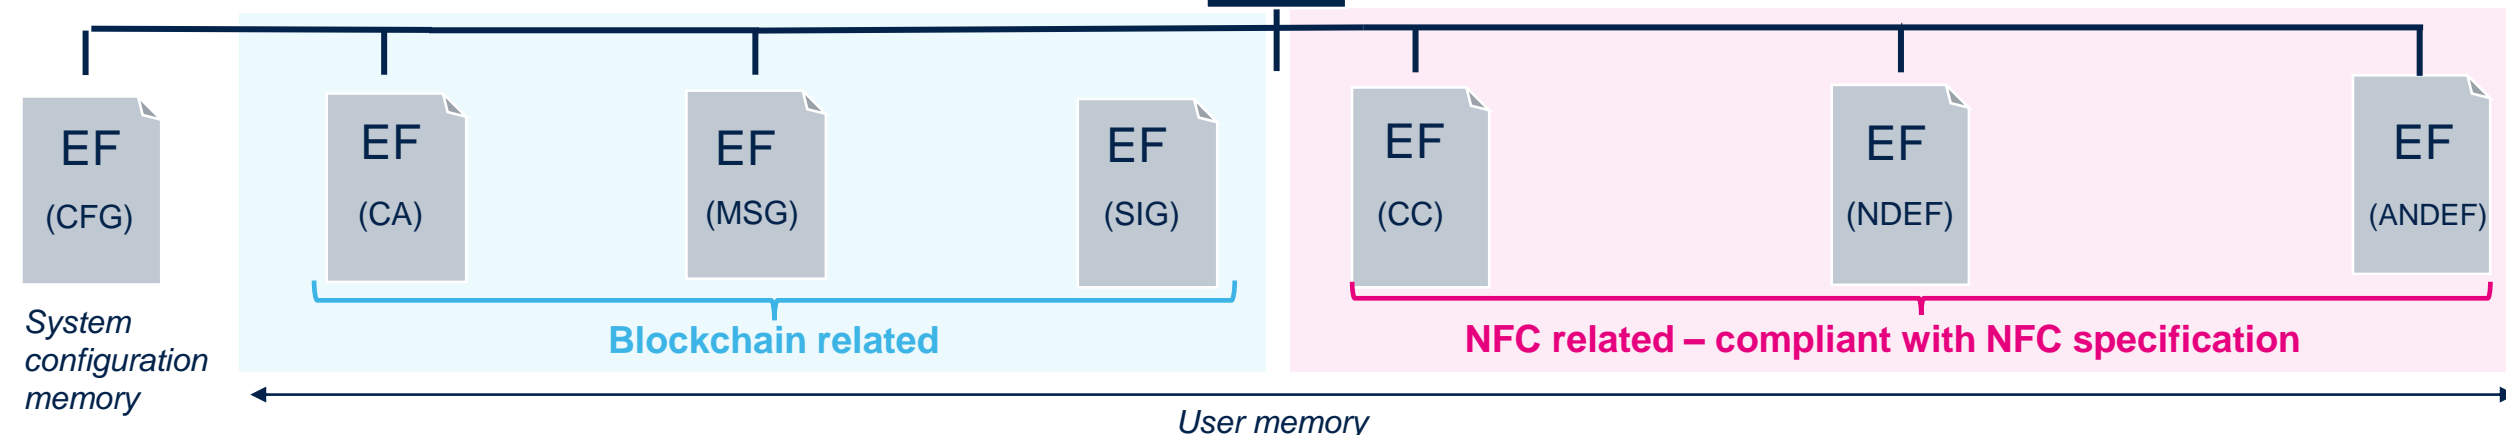 EF
(CFG)
EF
(CA)
EF
(MSG)
EF
(SIG)
EF
(CC)
EF
(NDEF)
EF
(ANDEF)
System
configuration
memory
Blockchain related
NFC related – compliant with NFC specification
User memory